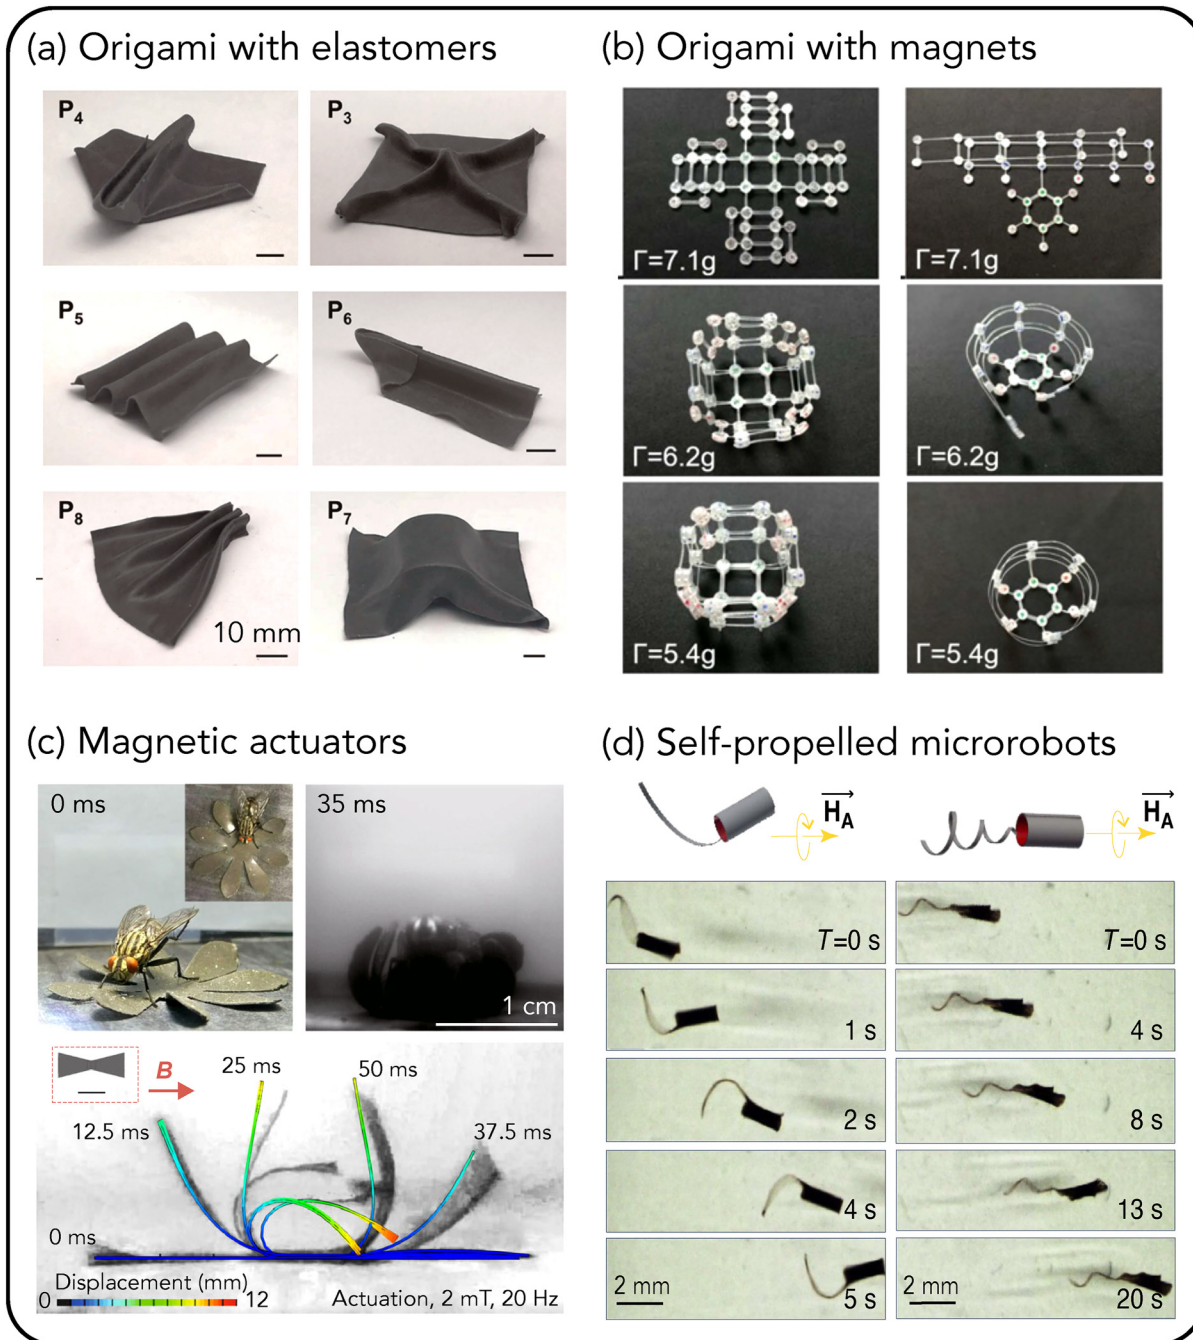 (a) Origami with elastomers
P4
P3
P5
P6
P8
10 mm
P7
(b) Origami with magnets
Γ=7.1g
Γ=7.1g
Γ=6.2g
Γ=6.2g
Γ=5.4g
Γ=5.4g
(c) Magnetic actuators
0 ms
35 ms
1 cm
B
25 ms
50 ms
12.5 ms
37.5 ms
0 ms
Displacement (mm)
0
12
Actuation, 2 mT, 20 Hz
(d) Self-propelled microrobots
HA
HA
T=0 s
T=0 s
1 s
4 s
2 s
8 s
4 s
13 s
2 mm
5 s
2 mm
20 s